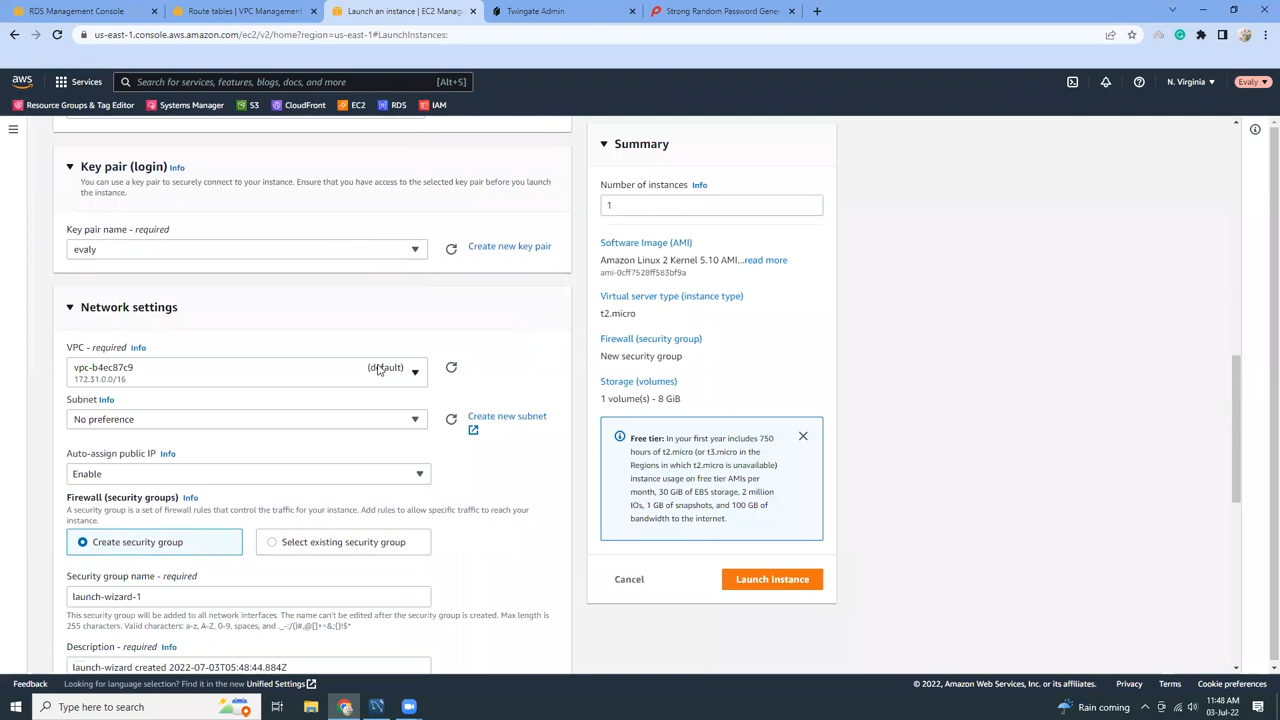 RDS Management Console
Route tables | VPC Management
Launch an instance | EC2 Manag
Twingate Admin
Strong Random Password Gene
us-east-1.console.aws.amazon.com/ec2/v2/home?region=us-east-1#LaunchInstances:
aws
Services
Search for services, features, blogs, docs, and more
[Alt+S]
N. Virginia
Evaly
Resource Groups & Tag Editor
Systems Manager
S3
CloudFront
EC2
RDS
IAM
Key pair (login) Info
You can use a key pair to securely connect to your instance. Ensure that you have access to the selected key pair before you launch
the instance.
Key pair name - required
evaly
Create new key pair
Network settings
VPC - required Info
vpc-b4ec87c9
(default)
172.31.0.0/16
Subnet Info
No preference
Create new subnet
Auto-assign public IP Info
Enable
Firewall (security groups) Info
A security group is a set of firewall rules that control the traffic for your instance. Add rules to allow specific traffic to reach your
instance.
Create security group
Select existing security group
Security group name - required
launch-wizard-1
This security group will be added to all network interfaces. The name can't be edited after the security group is created. Max length is
255 characters. Valid characters: a-z, A-Z, 0-9, spaces, and ._-:/()#,@[]+=&;{}!$*
Description - required Info
launch-wizard created 2022-07-03T05:48:44.884Z
Summary
Number of instances Info
1
Software Image (AMI)
Amazon Linux 2 Kernel 5.10 AMI...read more
ami-0cff7528ff583bf9a
Virtual server type (instance type)
t2.micro
Firewall (security group)
New security group
Storage (volumes)
1 volume(s) - 8 GiB
Free tier: In your first year includes 750
hours of t2.micro (or t3.micro in the
Regions in which t2.micro is unavailable)
instance usage on free tier AMIs per
month, 30 GiB of EBS storage, 2 million
IOs, 1 GB of snapshots, and 100 GB of
bandwidth to the internet.
Cancel
Launch instance
Feedback
Looking for language selection? Find it in the new Unified Settings
© 2022, Amazon Web Services, Inc. or its affiliates.
Privacy
Terms
Cookie preferences
Type here to search
Rain coming
11:48 AM
03-Jul-22